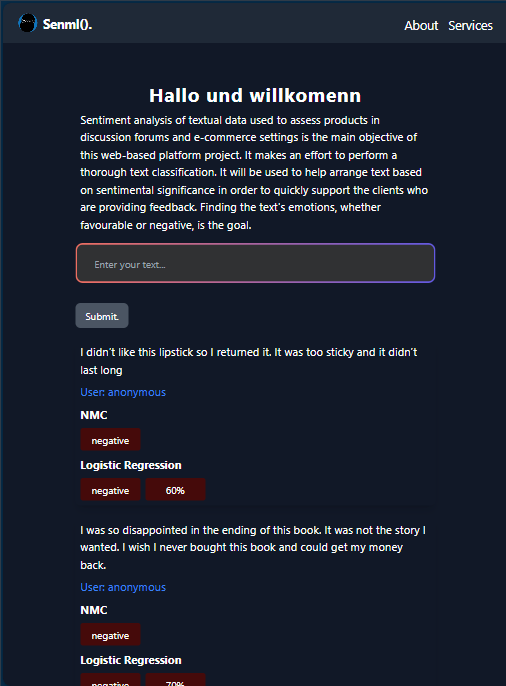 Senml(). About Services
Hallo und willkomenn
Sentiment analysis of textual data used to assess products in
discussion forums and e-commerce settings is the main objective of
this web-based platform project. It makes an effort to perform a
thorough text classification. It will be used to help arrange text based
on sentimental significance in order to quickly support the clients who
are providing feedback. Finding the text's emotions, whether
favourable or negative, is the goal.
Enter your text...
Submit.
I didn't like this lipstick so I returned it. It was too sticky and it didn't
last long
User: anonymous
NMC
negative
Logistic Regression
negative 60%
I was so disappointed in the ending of this book. It was not the story I
wanted. I wish I never bought this book and could get my money
back.
User: anonymous
NMC
negative
Logistic Regression
negative 70%